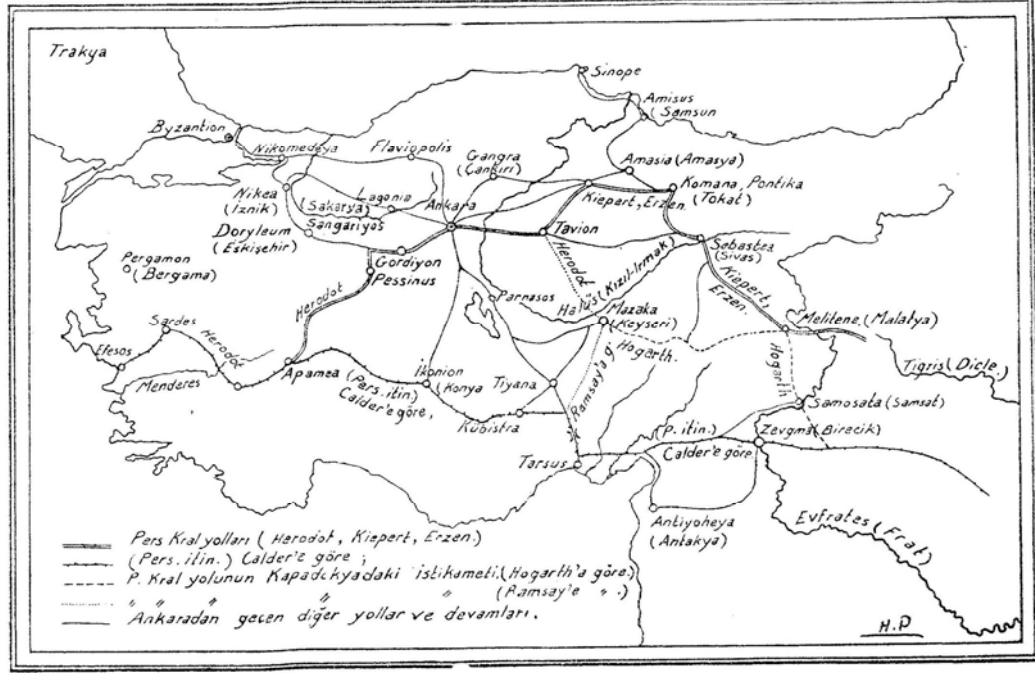 Trakya
Sinope
Amisus
(Samsun
Byzantion
Nikomedeya
Flaviopolis
Gangra
(Çankırı)
Amasia (Amasya)
Nikea
(İznik)
(Sakarya)
Sangariyos
Lagonia
Ankara
Kiepert, Erzen.
Komana, Pontika
(Tokat)
Doryleum
(Eskişehir)
Tavion
Sebastea
(Sivas)
Pergamon
(Bergama)
Gordiyon
Pessinus
Herodot
Herodot
Halüs (Kızıl-Irmak)
Kiepert,
Erzen.
Parnasos
Mazaka
(Keyseri)
Melitene, (Malatya)
Sardes
Herodot
Efesos
Menderes
Hogarth.
Hogarth
Tigris (Dicle.)
Apamea
(Pers. itin.)
Calder'e göre,
Ikonion
(Konya
Tiyana
Ramsay'a g.
Samosata (Samsat)
Kübistra
(P. itin.)
Calder'e göre
Zevgma (Birecik)
Tarsus
Antiyoheya
(Antakya)
Evfrates (Frat)
Pers Kral yolları ( Herodot, Kiepert, Erzen.)
(Pers. itin.) Calder'e göre ;
P. Kral yolunun Kapadokyadaki istikameti. (Hogarth'a göre.)
" " " " " (Ramsay'e " .)
Ankaradan geçen diğer yollar ve devamları.
H.P